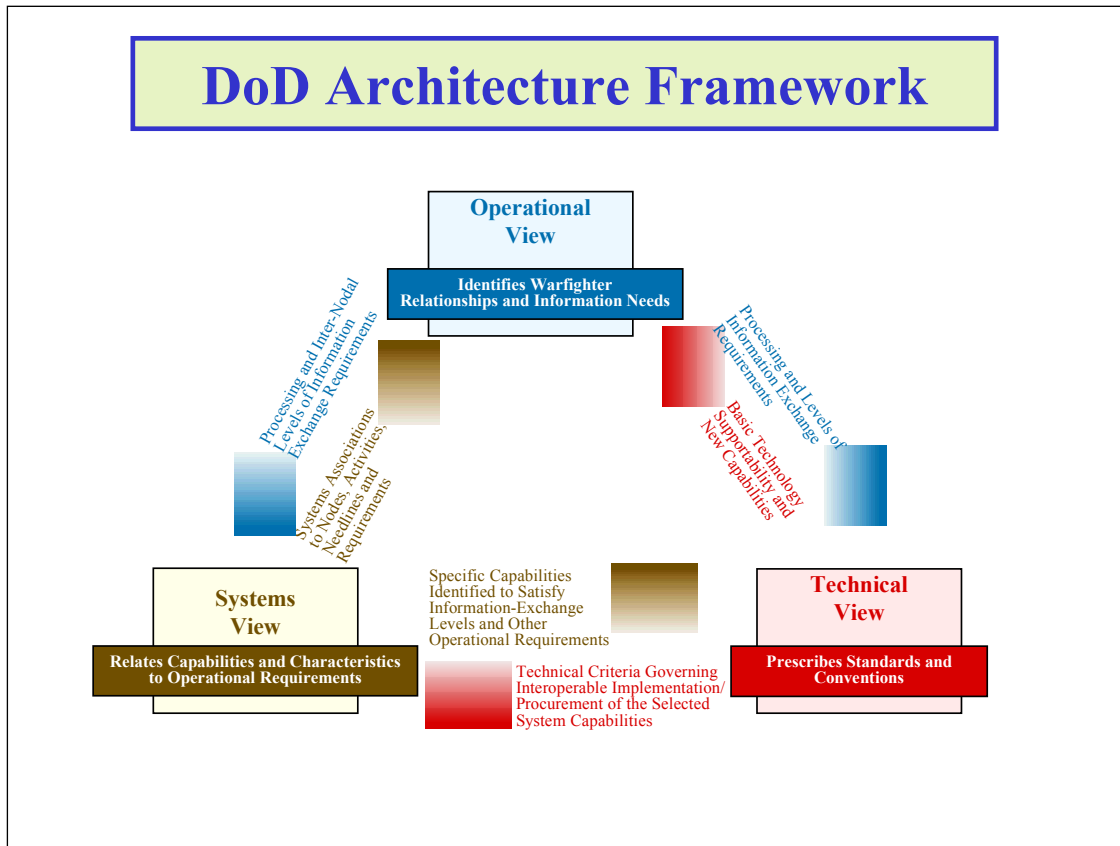 DoD Architecture Framework
Operational
View
Identifies Warfighter
Relationships and Information Needs
Processing and Inter-Nodal
Levels of Information
Exchange Requirements
Systems Associations
to Nodes, Activities,
Needlines and
Requirements
Processing and Levels of
Information Exchange
Requirements
Basic Technology
Supportability and
New Capabilities
Systems
View
Relates Capabilities and Characteristics
to Operational Requirements
Specific Capabilities
Identified to Satisfy
Information-Exchange
Levels and Other
Operational Requirements
Technical Criteria Governing
Interoperable Implementation/
Procurement of the Selected
System Capabilities
Technical
View
Prescribes Standards and
Conventions